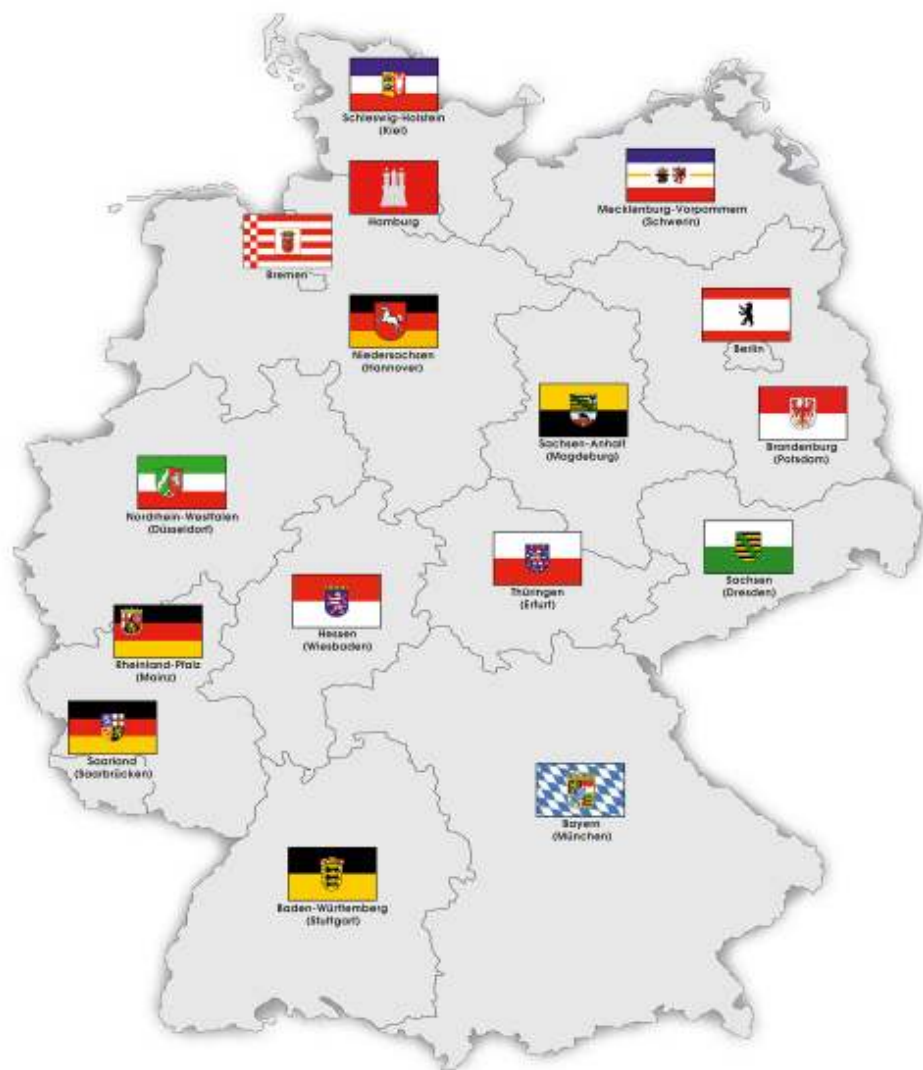 Schleswig-Holstein
(Kiel)
Hamburg
Mecklenburg-Vorpommern
(Schwerin)
Bremen
Niedersachsen
(Hannover)
Berlin
Sachsen-Anhalt
(Magdeburg)
Brandenburg
(Potsdam)
Nordrhein-Westfalen
(Düsseldorf)
Thüringen
(Erfurt)
Sachsen
(Dresden)
Hessen
(Wiesbaden)
Rheinland-Pfalz
(Mainz)
Saarland
(Saarbrücken)
Bayern
(München)
Baden-Württemberg
(Stuttgart)